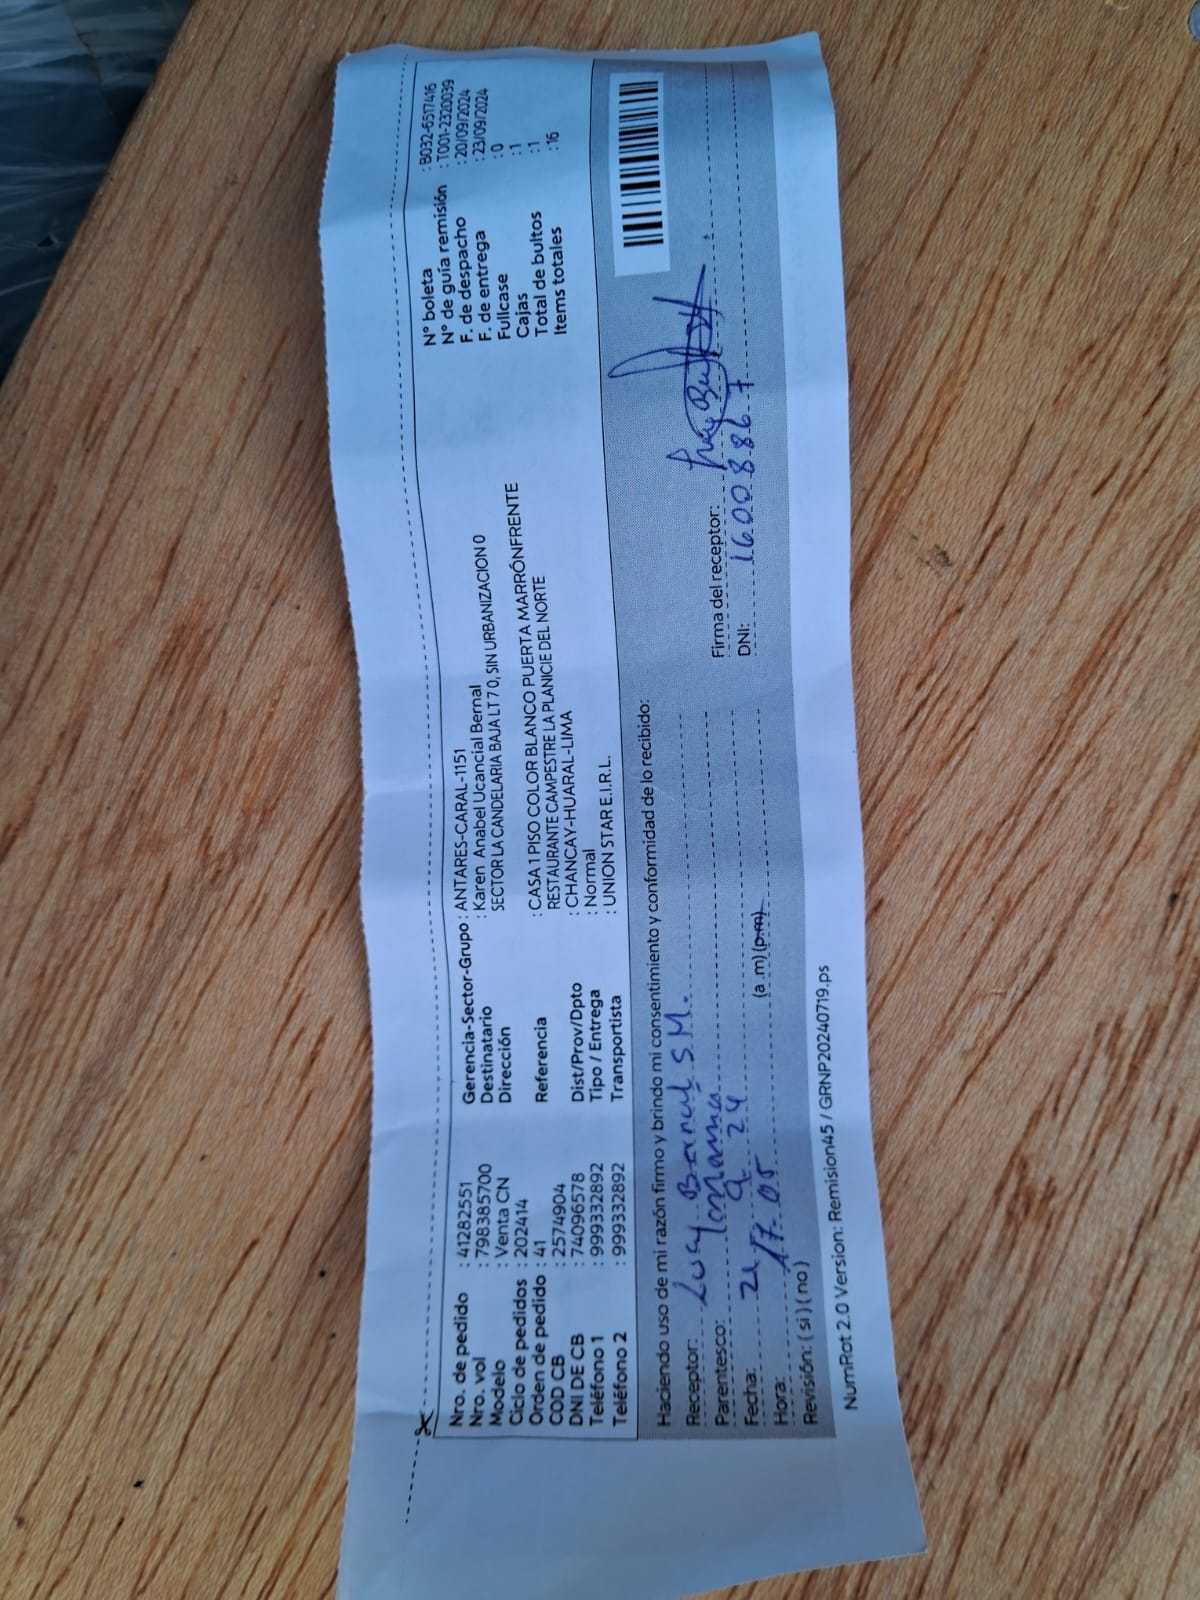 Nro. de pedido : 41282551
Nro. vol : 798385700
Modelo : Venta CN
Ciclo de pedidos : 202414
Orden de pedido : 41
COD CB : 2574904
DNI DE CB : 74096578
Teléfono 1 : 999332892
Teléfono 2 : 999332892
Gerencia-Sector-Grupo : ANTARES-CARAL-1151
Destinatario : Karen Anabel Ucancial Bernal
Dirección SECTOR LA CANDELARIA BAJA LT 7 0, SIN URBANIZACION 0
Referencia : CASA 1 PISO COLOR BLANCO PUERTA MARRÓNFRENTE
RESTAURANTE CAMPESTRE LA PLANICIE DEL NORTE
Dist/Prov/Dpto : CHANCAY-HUARAL-LIMA
Tipo / Entrega : Normal
Transportista : UNION STAR E.I.R.L.
N° boleta : B032-6517416
N° de guía remisión : T001-2320039
F. de despacho : 20/09/2024
F. de entrega : 23/09/2024
Fullcase : 0
Cajas : 1
Total de bultos : 1
Items totales : 16
Haciendo uso de mi razón firmo y brindo mi consentimiento y conformidad de lo recibido:
Receptor: Lucy Bernal S.M.
Parentesco: mamá
Fecha: 21 9 24
Hora: 17.05 (a .m) (p.m)
Revisión: ( si ) ( no )
Firma del receptor:
DNI: 16008867
NumRot 2.0 Version: Remision45 / GRNP20240719.ps